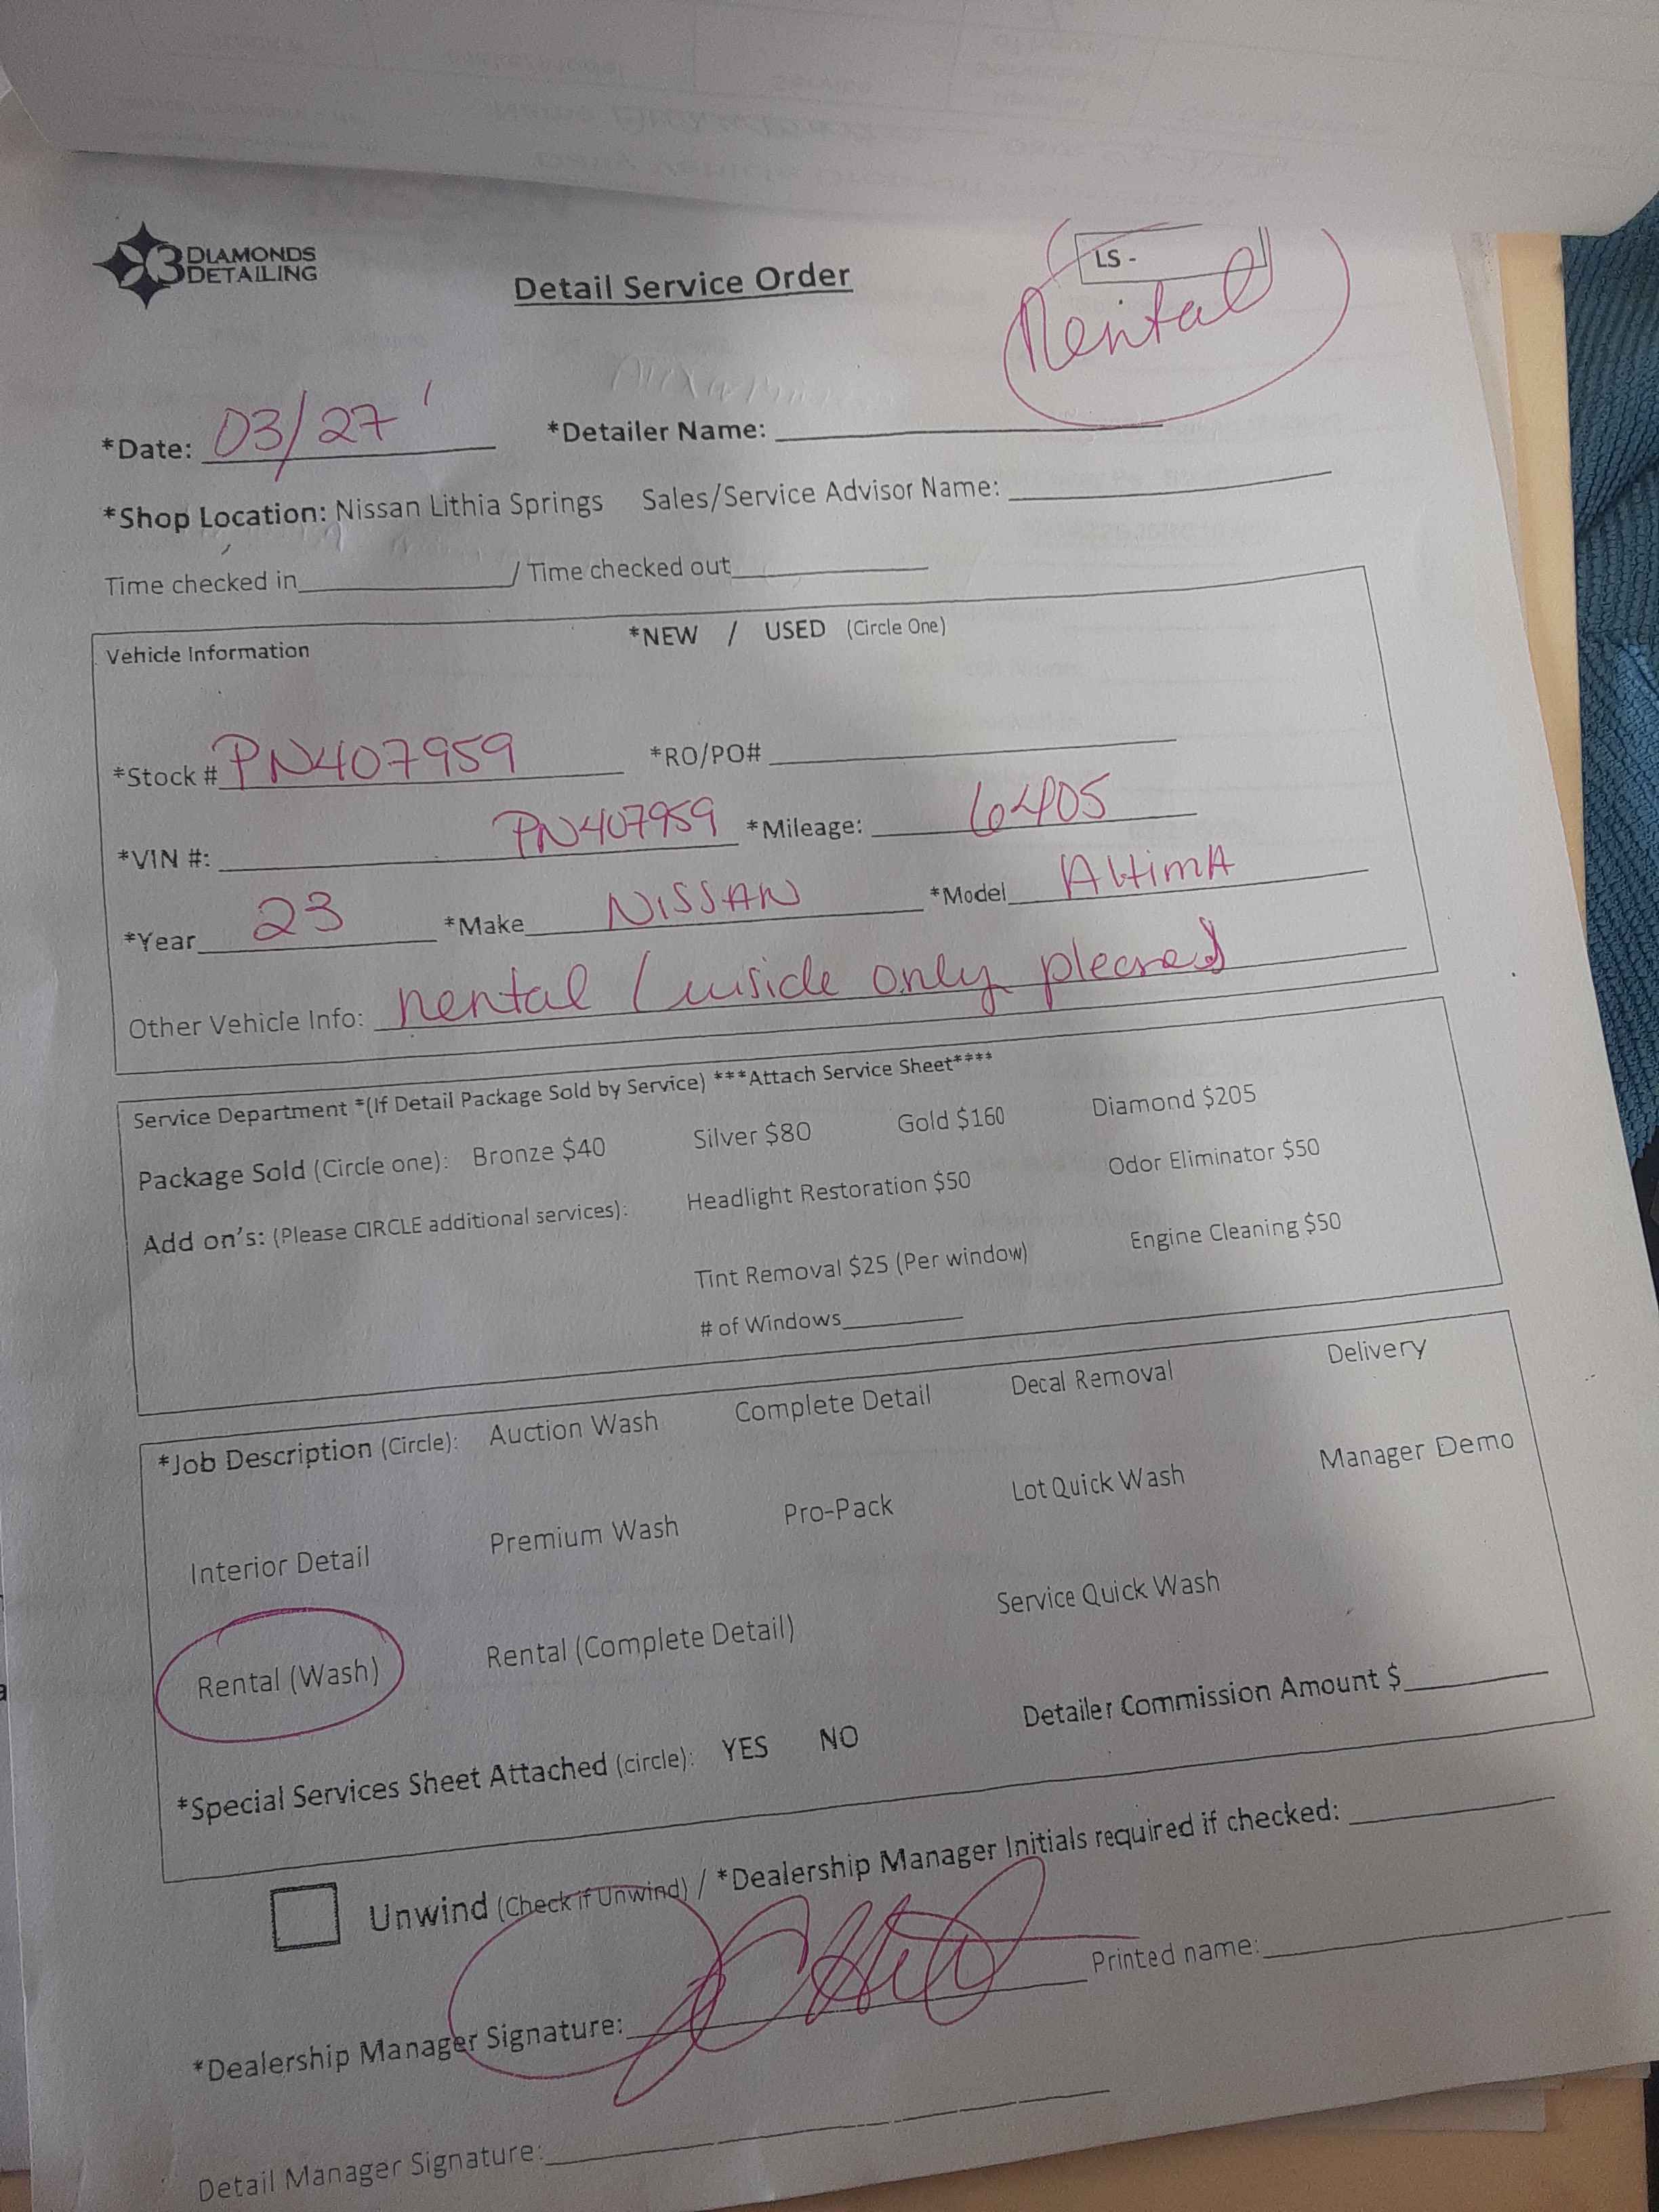 3 DIAMONDS
DETAILING
Detail Service Order
LS -
Rental
*Date: 03/27 *Detailer Name:
*Shop Location: Nissan Lithia Springs Sales/Service Advisor Name:
Time checked in / Time checked out
Vehicle Information *NEW / USED (Circle One)
*Stock # PN407959 *RO/PO#
*VIN #: PN407959 *Mileage: 6405
*Year 23 *Make NISSAN *Model AltimA
Other Vehicle Info: rental (inside only please)
Service Department *(If Detail Package Sold by Service) ***Attach Service Sheet****
Package Sold (Circle one): Bronze $40 Silver $80 Gold $160 Diamond $205
Add on's: (Please CIRCLE additional services): Headlight Restoration $50 Odor Eliminator $50
Tint Removal $25 (Per window) Engine Cleaning $50
# of Windows
*Job Description (Circle): Auction Wash Complete Detail Decal Removal Delivery
Interior Detail Premium Wash Pro-Pack Lot Quick Wash Manager Demo
Rental (Wash) Rental (Complete Detail) Service Quick Wash
*Special Services Sheet Attached (circle): YES NO Detailer Commission Amount $
Unwind (Check if Unwind) / *Dealership Manager Initials required if checked:
*Dealership Manager Signature: Printed name:
Detail Manager Signature: